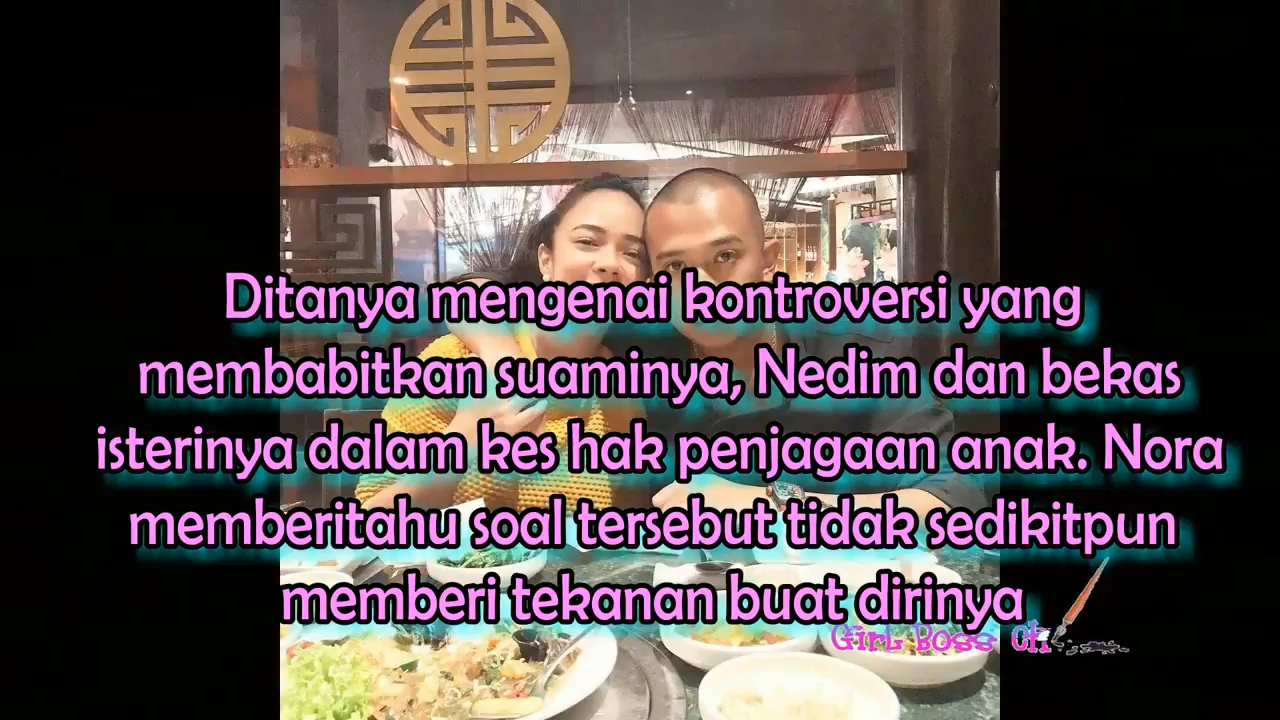 Ditanya mengenai kontroversi yang
membabitkan suaminya, Nedim dan bekas
isterinya dalam kes hak penjagaan anak. Nora
memberitahu soal tersebut tidak sedikitpun
memberi tekanan buat dirinya
Girl Boss Ck